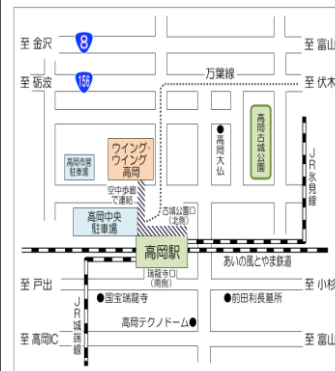 至 金沢
8
至 富山
至 砺波
156
万葉線
至 伏木
高岡古城公園
高岡大仏
ウイング・
ウイング
高岡
高岡市営
駐車場
JR氷見線
空中歩廊
で連結
古城公園口
(北側)
高岡中央
駐車場
高岡駅
あいの風とやま鉄道
瑞龍寺口
(南側)
至 戸出
至 小杉
JR城端線
国宝瑞龍寺
前田利長墓所
高岡テクノドーム
至 高岡IC
至 富山